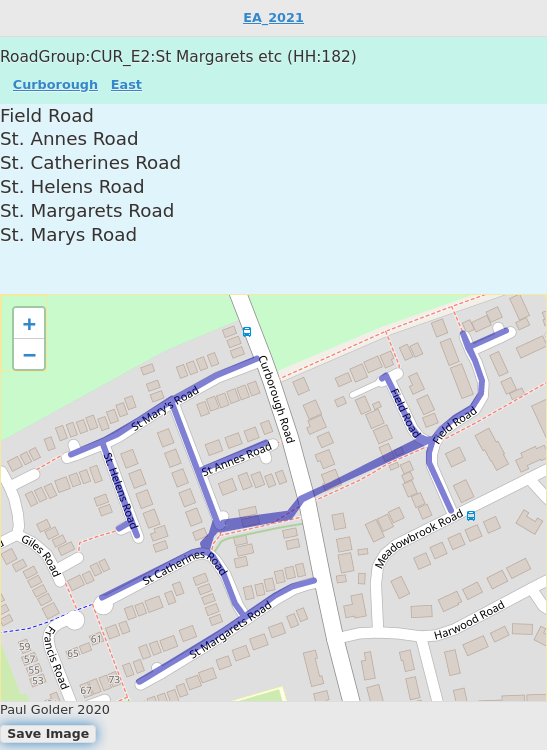 EA_2021
RoadGroup:CUR_E2:St Margarets etc (HH:182)
Curborough East
Field Road
St. Annes Road
St. Catherines Road
St. Helens Road
St. Margarets Road
St. Marys Road
+
−
Curborough Road
St Mary's Road
Field Road
Field Road
St Annes Road
St. Helens Road
Meadowbrook Road
Giles Road
St Catherines Road
St Margarets Road
Harwood Road
Francis Road
61
59
65
57
55
53
73
67
Paul Golder 2020
Save Image